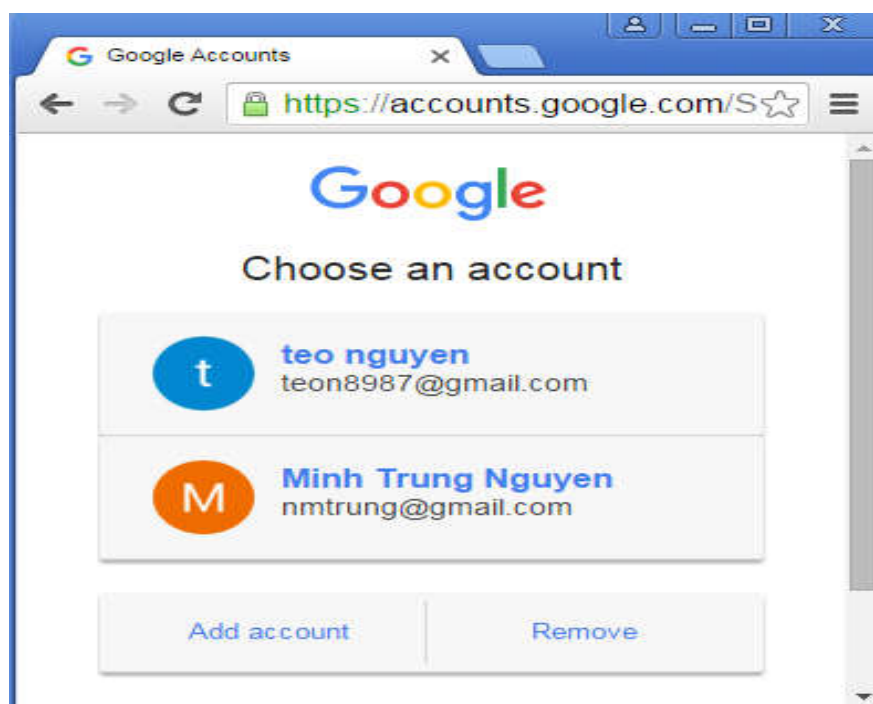 Google Accounts
https://accounts.google.com/S
Google
Choose an account
t
teo nguyen
teon8987@gmail.com
M
Minh Trung Nguyen
nmtrung@gmail.com
Add account
Remove